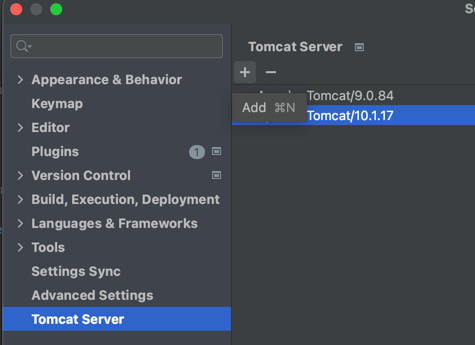 Se
Tomcat Server
Appearance & Behavior
Keymap
Editor
Plugins 1
Version Control
Build, Execution, Deployment
Languages & Frameworks
Tools
Settings Sync
Advanced Settings
Tomcat Server
Tomcat/9.0.84
Add ⌘N
Tomcat/10.1.17